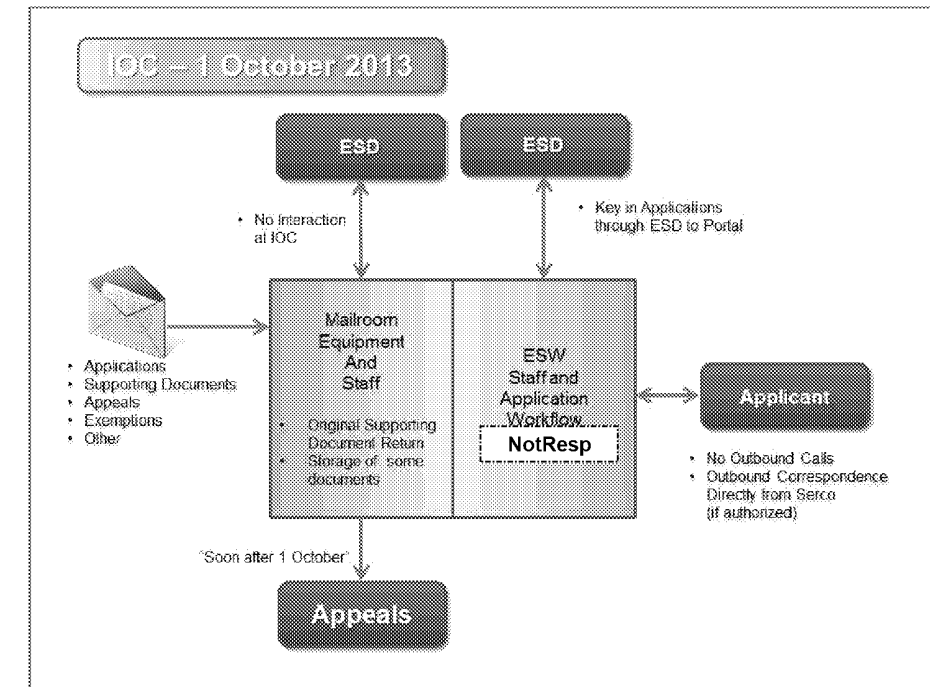 IOC – 1 October 2013
ESD
ESD
• No Interaction
at IOC
• Key in Applications
through ESD to Portal
Mailroom
Equipment
And
Staff
• Original Supporting
Document Return
• Storage of some
documents
ESW
Staff and
Application
Workflow
NotResp
• Applications
• Supporting Documents
• Appeals
• Exemptions
• Other
Applicant
• No Outbound Calls
• Outbound Correspondence
Directly from Serco
(if authorized)
"Soon after 1 October"
Appeals